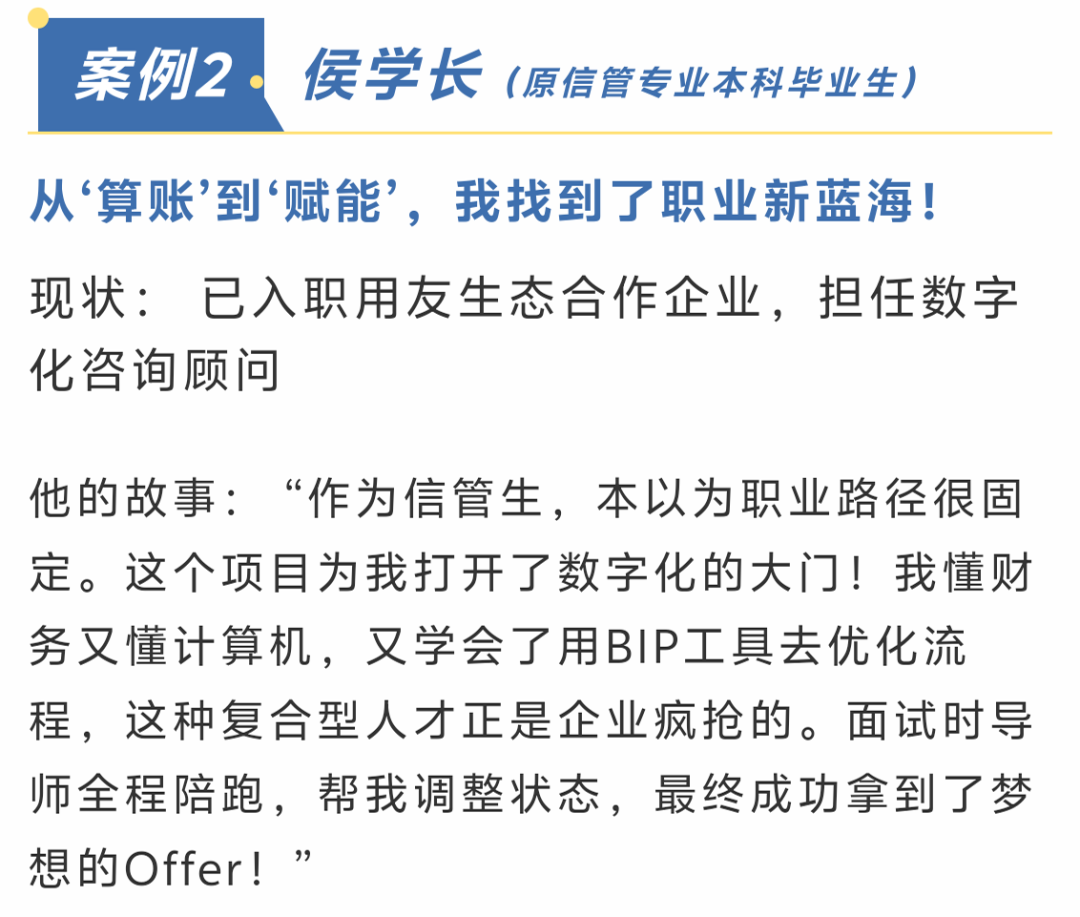 案例2
侯学长（原信管专业本科毕业生）
从‘算账’到‘赋能’，我找到了职业新蓝海！
现状： 已入职用友生态合作企业，担任数字
化咨询顾问
他的故事： “作为信管生，本以为职业路径很固
定。这个项目为我打开了数字化的大门！我懂财
务又懂计算机，又学会了用BIP工具去优化流
程，这种复合型人才正是企业疯抢的。面试时导
师全程陪跑，帮我调整状态，最终成功拿到了梦
想的Offer！”